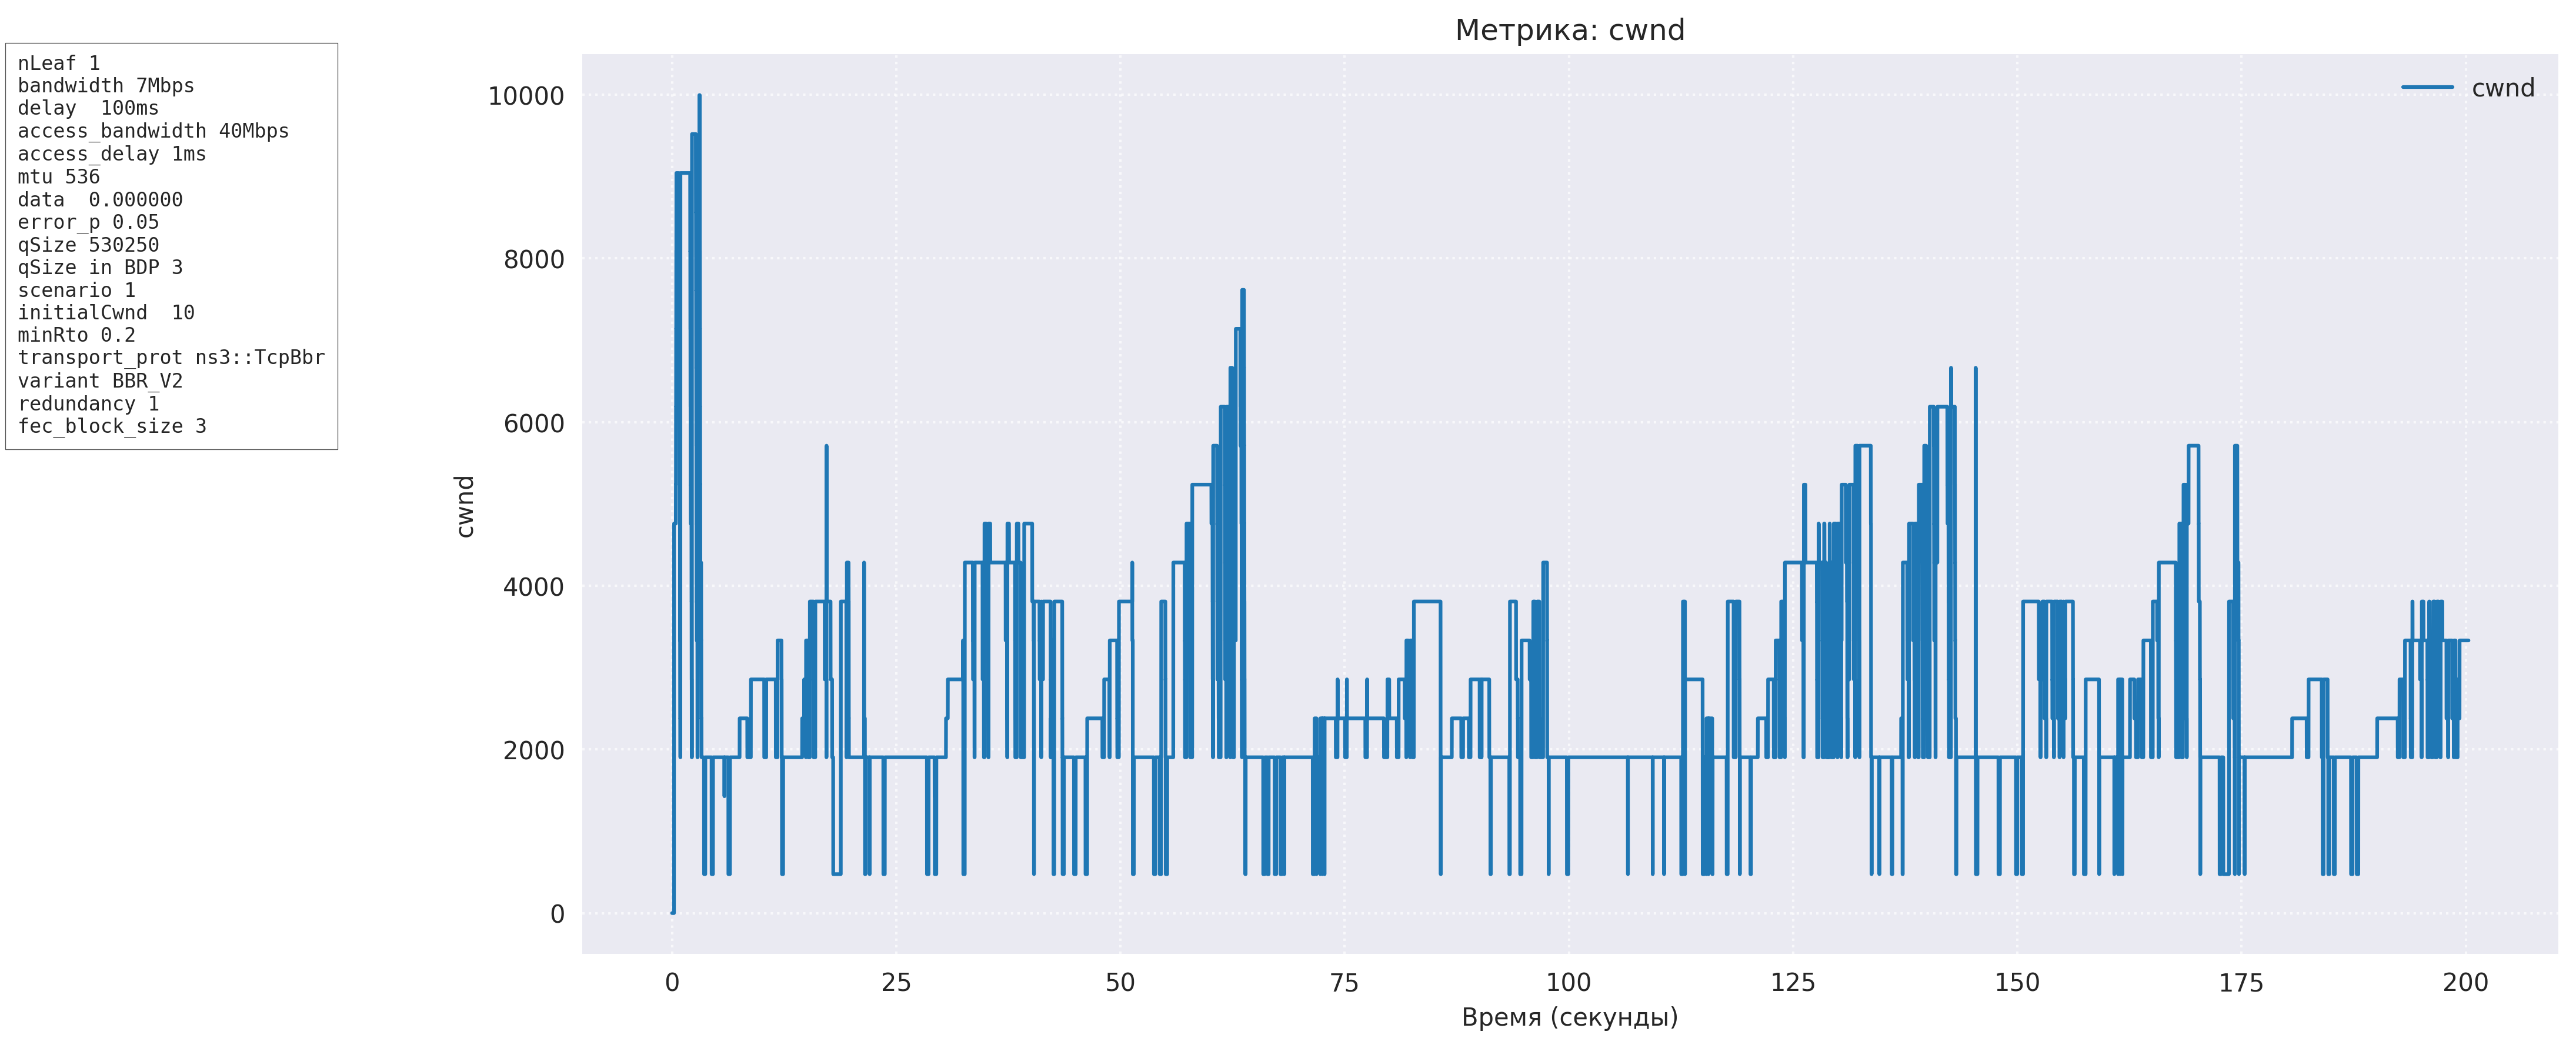 nLeaf 1
bandwidth 7Mbps
delay  100ms
access_bandwidth 40Mbps
access_delay 1ms
mtu 536
data  0.000000
error_p 0.05
qSize 530250
qSize in BDP 3
scenario 1
initialCwnd  10
minRto 0.2
transport_prot ns3::TcpBbr
variant BBR_V2
redundancy 1
fec_block_size 3
Метрика: cwnd
cwnd
10000
8000
6000
4000
2000
0
cwnd
0 25 50 75 100 125 150 175 200
Время (секунды)